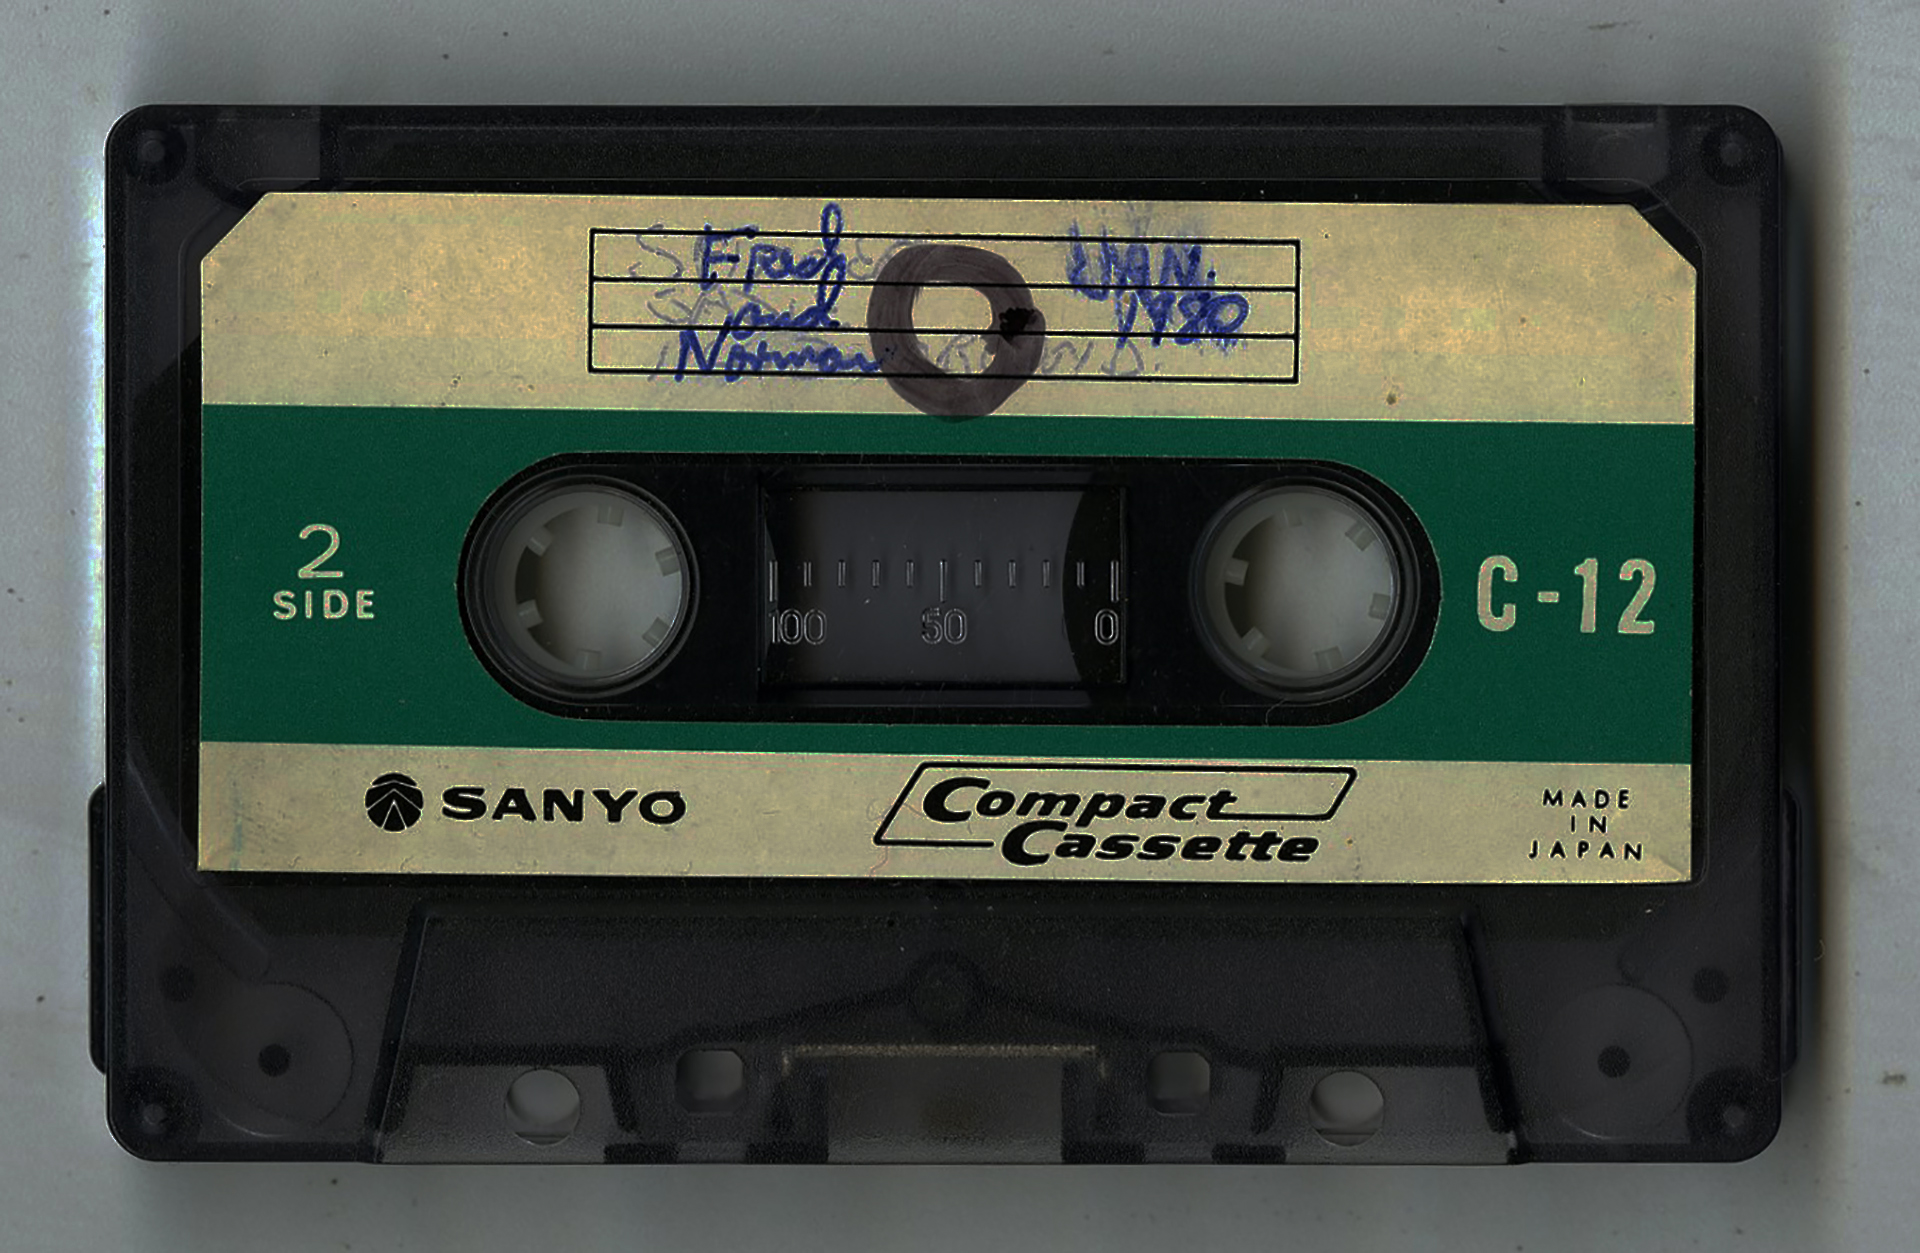 Fred JAN.
and 1980
Norman
2
SIDE
100 50 0
C-12
SANYO
Compact
Cassette
MADE
IN
JAPAN